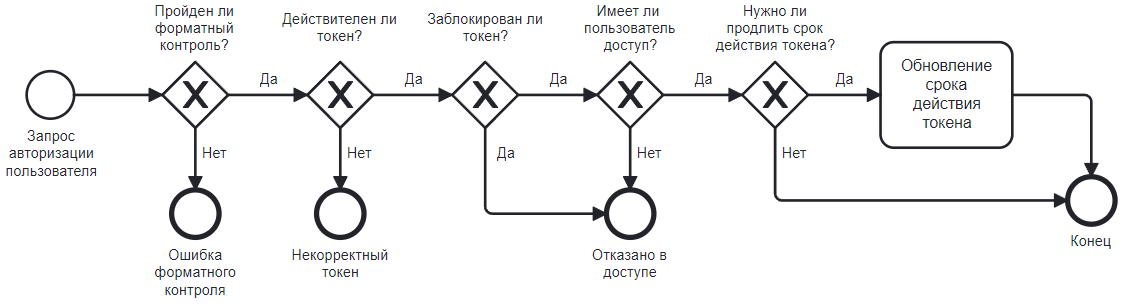 Пройден ли
форматный
контроль?
Действителен ли
токен?
Заблокирован ли
токен?
Имеет ли
пользователь
доступ?
Нужно ли
продлить срок
действия токена?
Да
Да
Да
Да
Да
Обновление
срока
действия
токена
Запрос
авторизации
пользователя
Нет
Нет
Да
Нет
Нет
Ошибка
форматного
контроля
Некорректный
токен
Отказано в
доступе
Конец